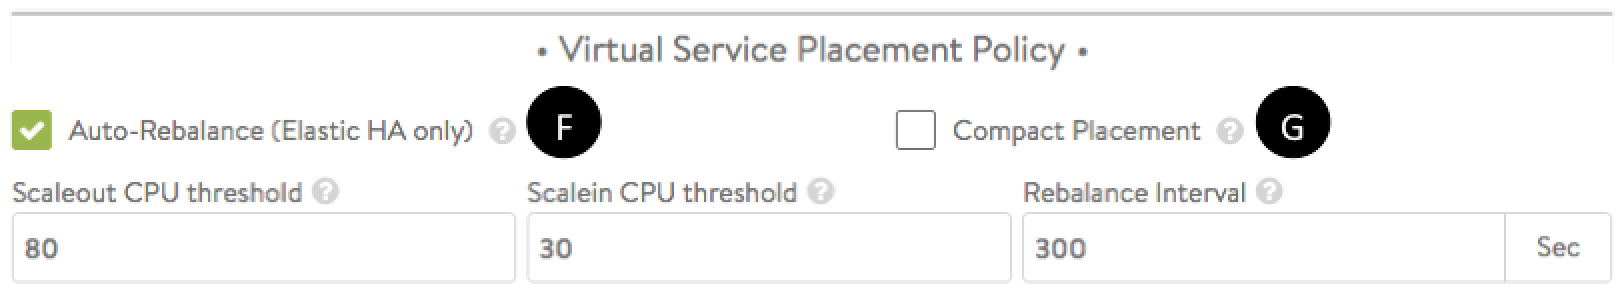 • Virtual Service Placement Policy •
Auto-Rebalance (Elastic HA only) ? F Compact Placement ? G
Scaleout CPU threshold ? Scalein CPU threshold ? Rebalance Interval ?
80 30 300 Sec